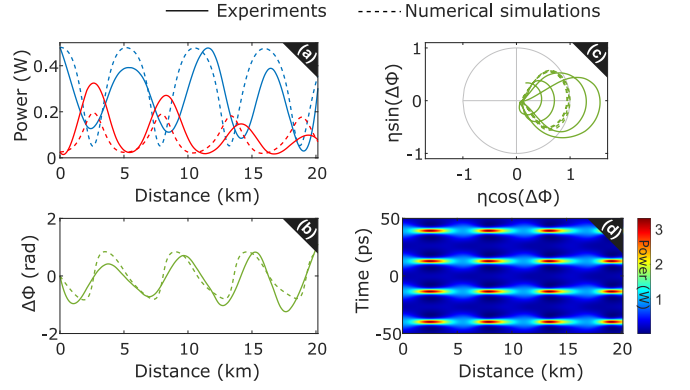 Experiments
Numerical simulations
(a)
Power (W)
0.4
0.2
0
0 5 10 15 20
Distance (km)
(c)
ηsin(ΔΦ)
1
0
-1
-1 0 1
ηcos(ΔΦ)
(b)
ΔΦ (rad)
2
0
-2
0 5 10 15 20
Distance (km)
(d)
Time (ps)
50
0
-50
0 5 10 15 20
Distance (km)
Power (W)
3
2
1